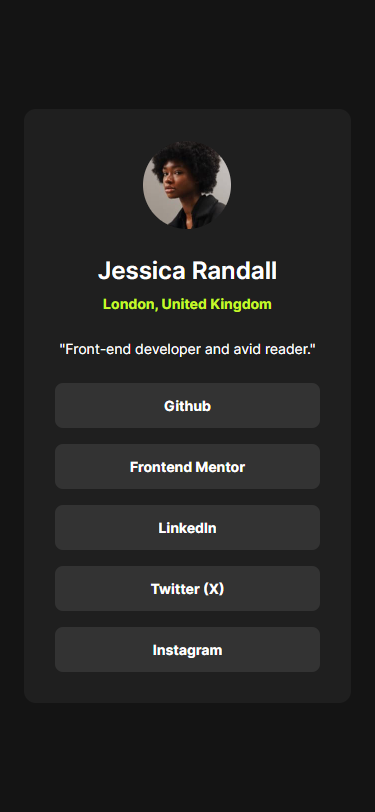 Jessica Randall
London, United Kingdom
"Front-end developer and avid reader."
Github
Frontend Mentor
LinkedIn
Twitter (X)
Instagram